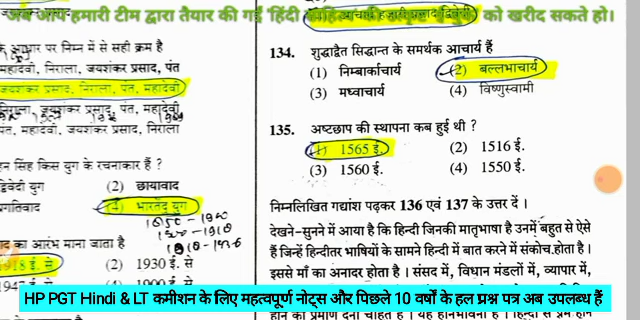 अब आप हमारी टीम द्वारा तैयार की गई हिंदी को खरीद सकते हो।
आधार पर निम्न में से सही क्रम है
महादेवी, निराला, जयशंकर प्रसाद, पंत
जयशंकर प्रसाद, निराला, पंत, महादेवी
निराला, जयशंकर प्रसाद, पंत, महादेवी
पंत, महादेवी, जयशंकर प्रसाद, निराला
सिंह किस युग के रचनाकार हैं ?
द्विवेदी युग (2) छायावाद
प्रगतिवाद (4) भारतेंदु युग
का आरंभ माना जाता है
1918 ई. से (2) 1930 ई. से
134. शुद्धाद्वैत सिद्धान्त के समर्थक आचार्य हैं
(1) निम्बार्काचार्य (2) बल्लभाचार्य
(3) मध्वाचार्य (4) विष्णुस्वामी
135. अष्टछाप की स्थापना कब हुई थी ?
(1) 1565 ई. (2) 1516 ई.
(3) 1560 ई. (4) 1550 ई.
निम्नलिखित गद्यांश पढ़कर 136 एवं 137 के उत्तर दें ।
देखने-सुनने में आया है कि हिन्दी जिनकी मातृभाषा है उनमें बहुत से ऐसे
हैं जिन्हें हिन्दीतर भाषियों के सामने हिन्दी में बात करने में संकोच होता है।
इससे माँ का अनादर होता है । संसद में, विधान मंडलों में, व्यापार में,
HP PGT Hindi & LT कमीशन के लिए महत्वपूर्ण नोट्स और पिछले 10 वर्षों के हल प्रश्न पत्र अब उपलब्ध हैं